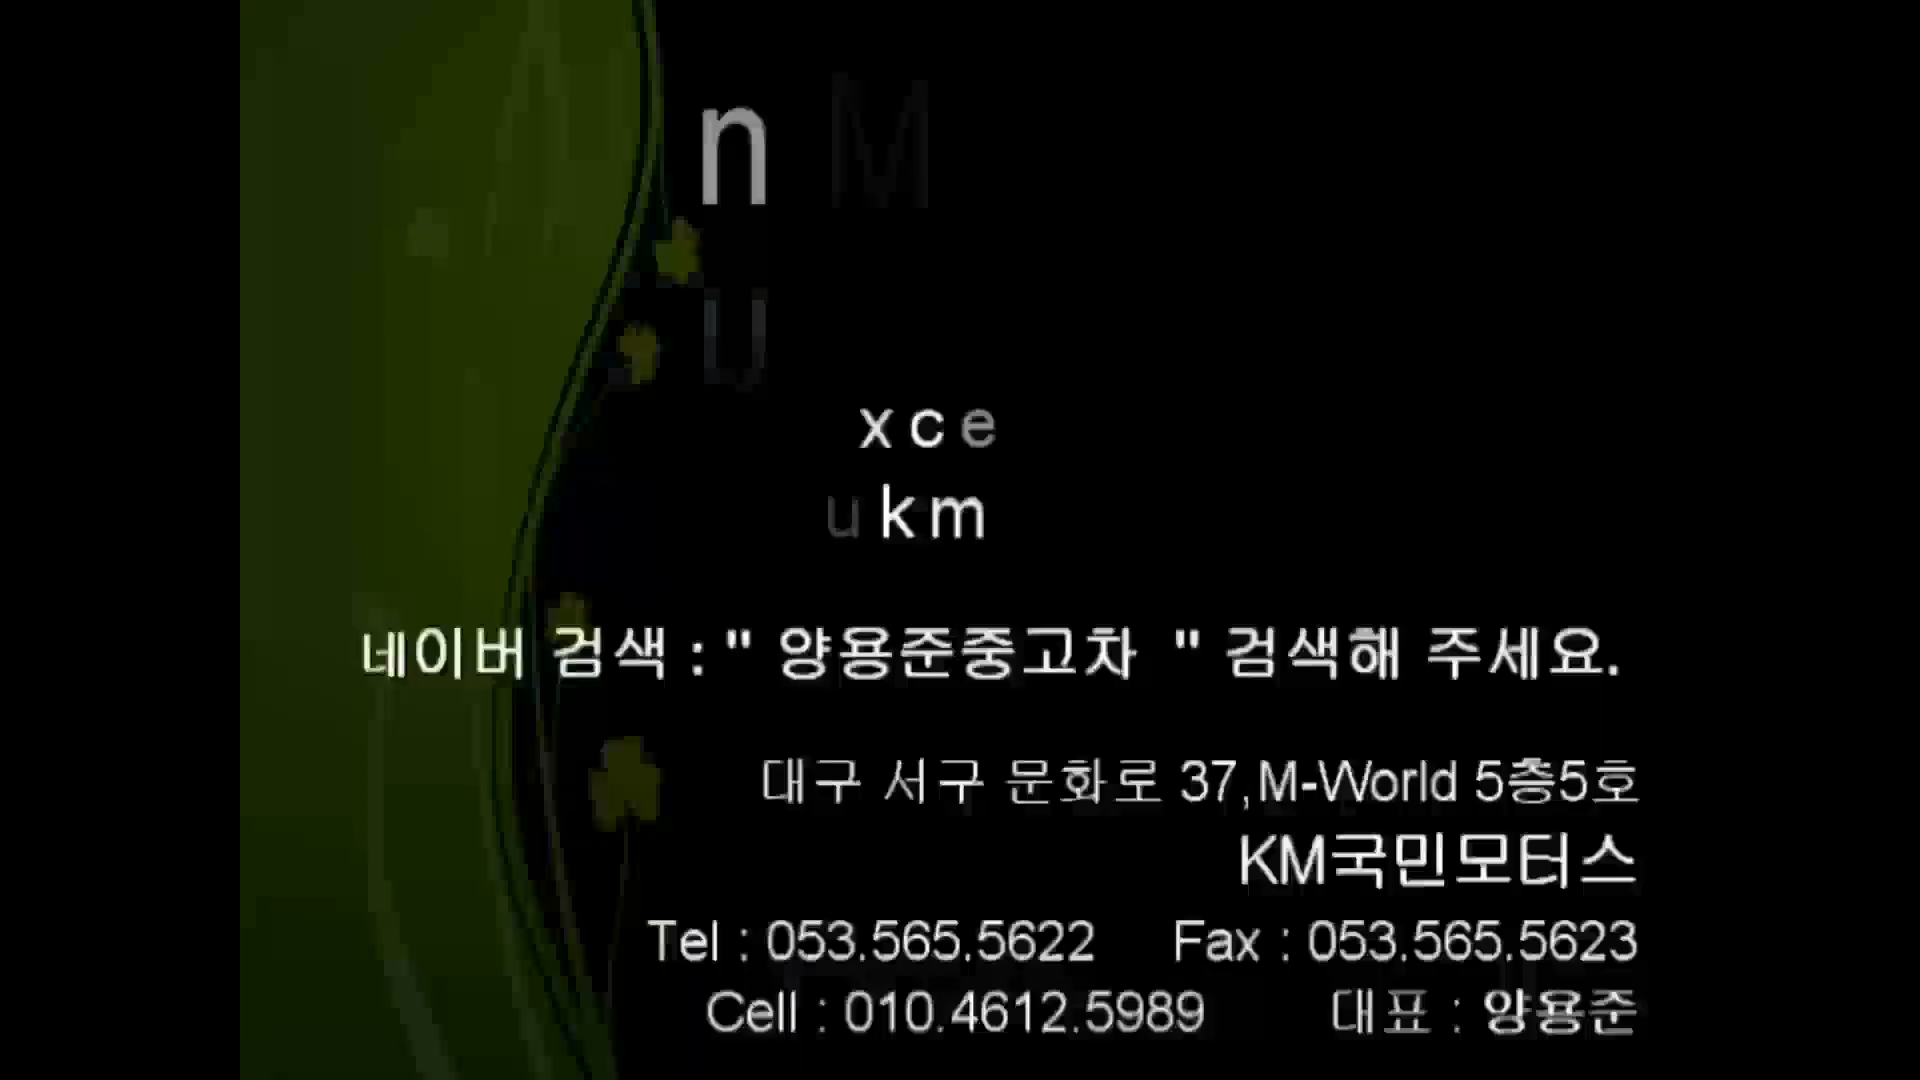 n M
U
xce
ukm
네이버 검색 : " 양용준중고차 " 검색해 주세요.
대구 서구 문화로 37,M-World 5층5호
KM국민모터스
Tel : 053.565.5622 Fax : 053.565.5623
Cell : 010.4612.5989 대표 : 양용준